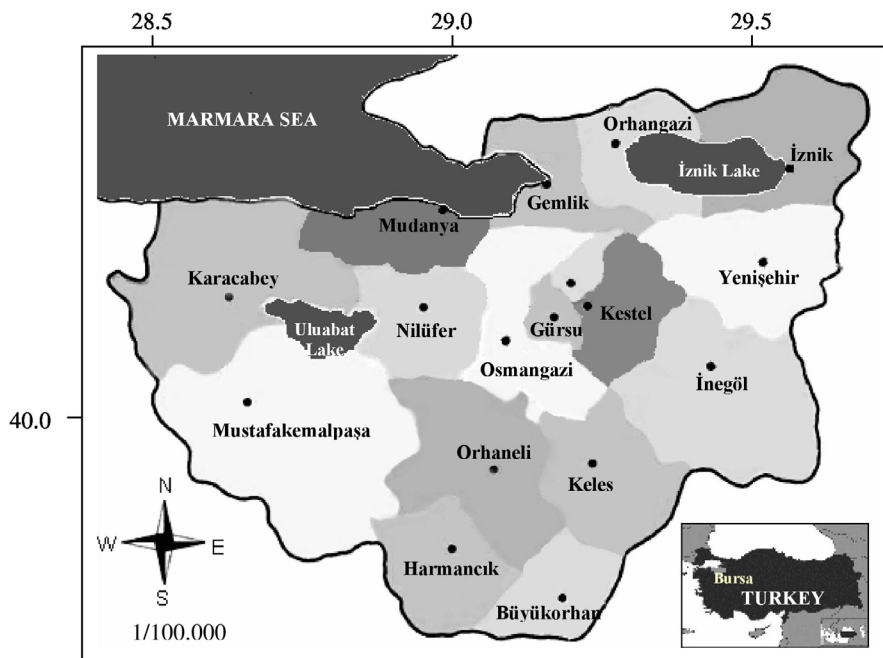 28.5 29.0 29.5
MARMARA SEA
Orhangazi
İznik
İznik Lake
Gemlik
Mudanya
Karacabey
Yenişehir
Kestel
Gürsu
Nilüfer
Uluabat
Lake
Osmangazi
İnegöl
40.0
Mustafakemalpaşa
Orhaneli
Keles
N
W E
S
Harmancık
Büyükorhan
1/100.000
Bursa
TURKEY